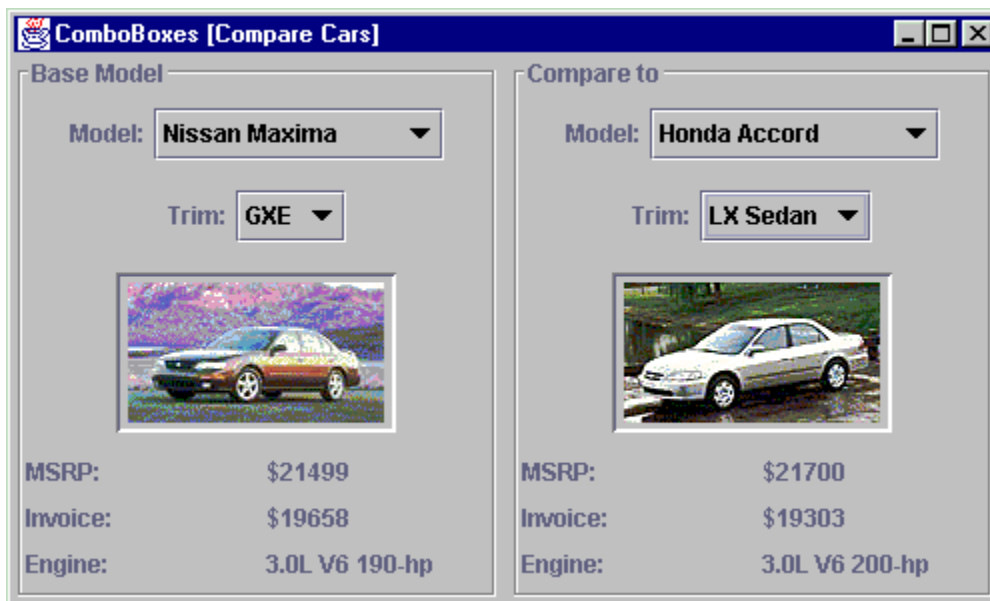 ComboBoxes [Compare Cars]
Base Model
Model: Nissan Maxima
Trim: GXE
MSRP: $21499
Invoice: $19658
Engine: 3.0L V6 190-hp
Compare to
Model: Honda Accord
Trim: LX Sedan
MSRP: $21700
Invoice: $19303
Engine: 3.0L V6 200-hp